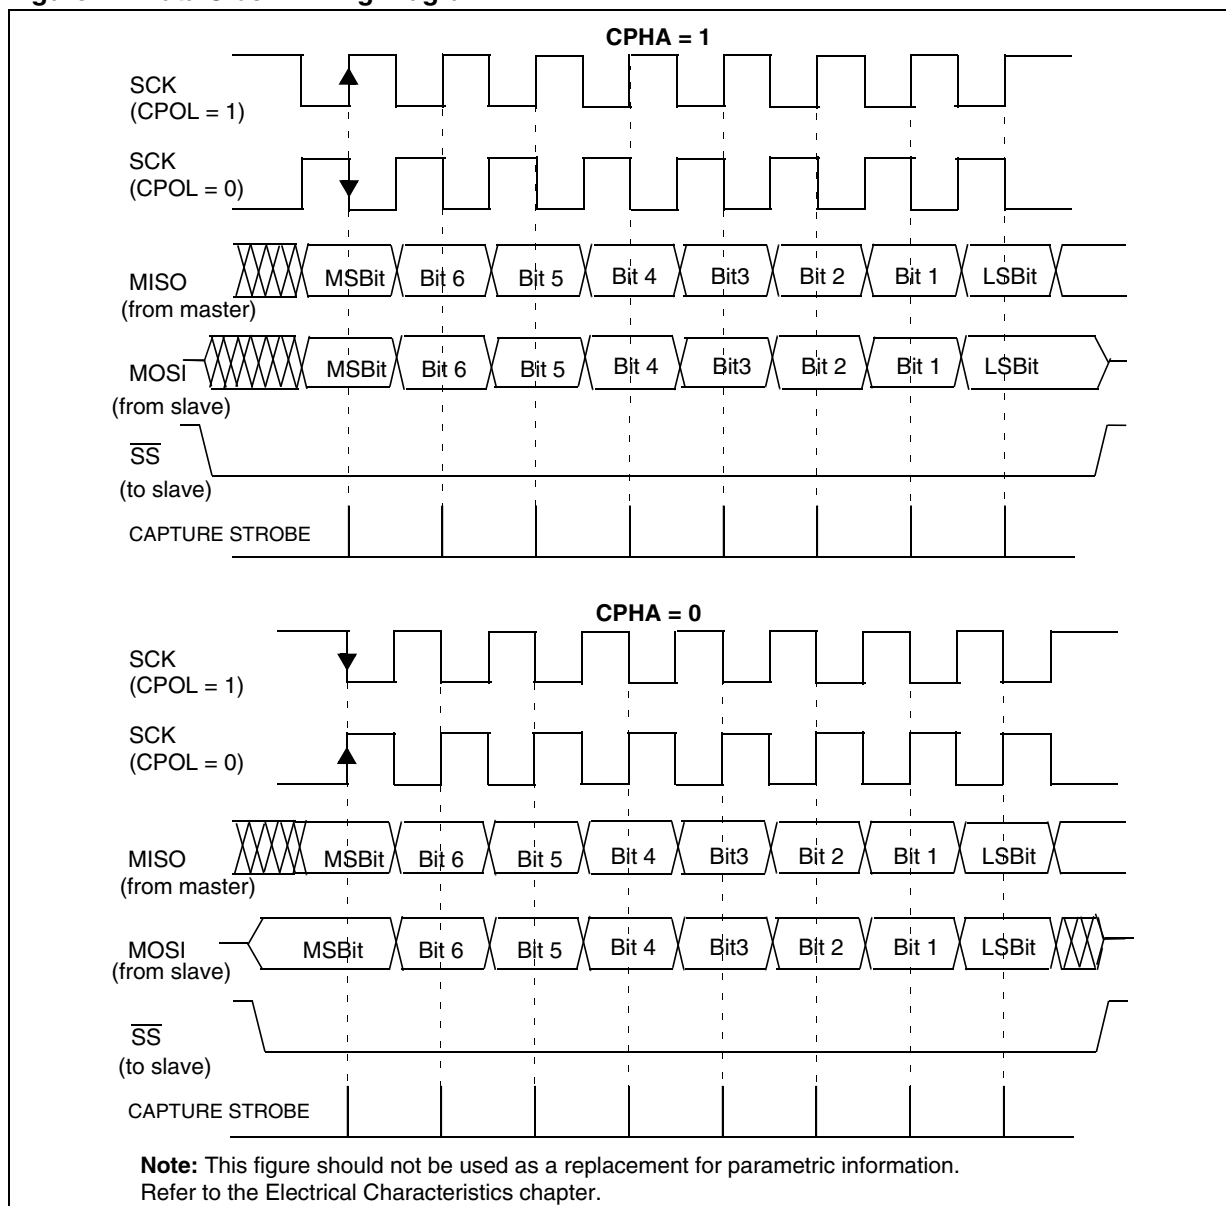 CPHA = 1
SCK
(CPOL = 1)
SCK
(CPOL = 0)
MISO
(from master)
MSBit Bit 6 Bit 5 Bit 4 Bit3 Bit 2 Bit 1 LSBit
MOSI
(from slave)
MSBit Bit 6 Bit 5 Bit 4 Bit3 Bit 2 Bit 1 LSBit
SS
(to slave)
CAPTURE STROBE
CPHA = 0
SCK
(CPOL = 1)
SCK
(CPOL = 0)
MISO
(from master)
MSBit Bit 6 Bit 5 Bit 4 Bit3 Bit 2 Bit 1 LSBit
MOSI
(from slave)
MSBit Bit 6 Bit 5 Bit 4 Bit3 Bit 2 Bit 1 LSBit
SS
(to slave)
CAPTURE STROBE
Note: This figure should not be used as a replacement for parametric information.
Refer to the Electrical Characteristics chapter.